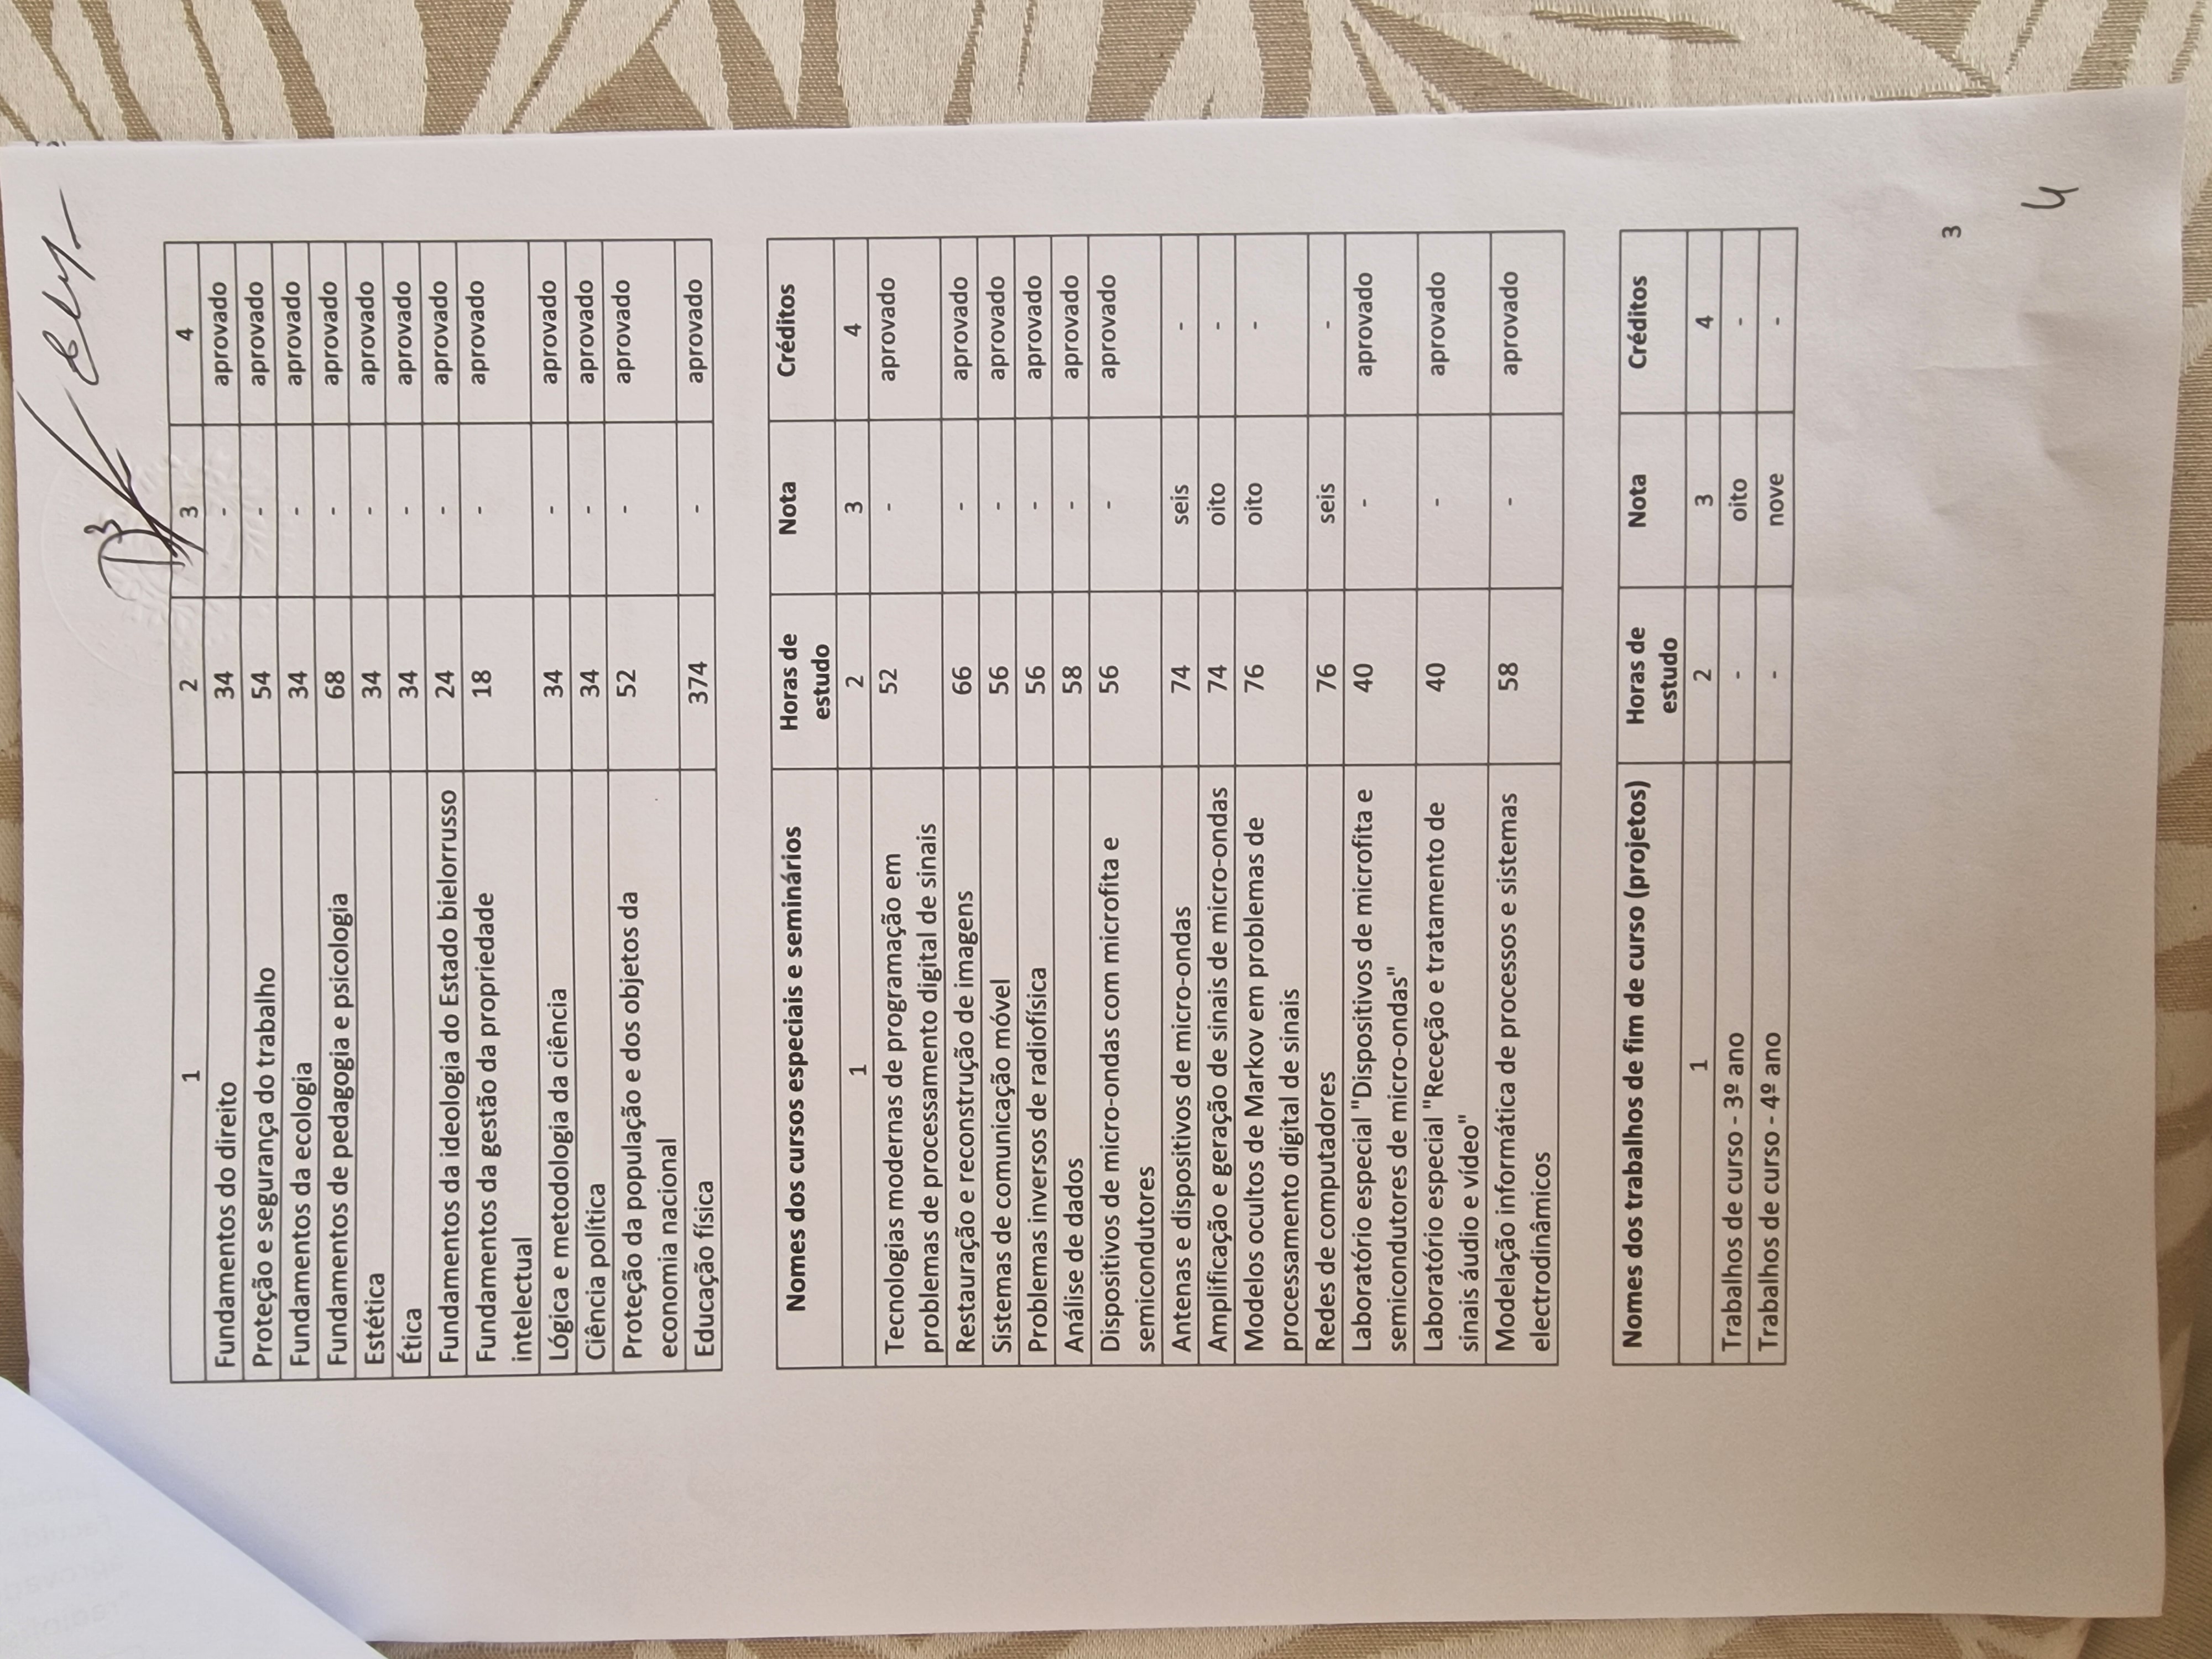 1 2 3 4
Fundamentos do direito 34 - aprovado
Proteção e segurança do trabalho 54 - aprovado
Fundamentos da ecologia 34 - aprovado
Fundamentos de pedagogia e psicologia 68 - aprovado
Estética 34 - aprovado
Ética 34 - aprovado
Fundamentos da ideologia do Estado bielorrusso 24 - aprovado
Fundamentos da gestão da propriedade 18 - aprovado
intelectual
Lógica e metodologia da ciência 34 - aprovado
Ciência política 34 - aprovado
Proteção da população e dos objetos da 52 - aprovado
economia nacional
Educação física 374 - aprovado
Nomes dos cursos especiais e seminários Horas de Nota Créditos
estudo
1 2 3 4
Tecnologias modernas de programação em 52 - aprovado
problemas de processamento digital de sinais
Restauração e reconstrução de imagens 66 - aprovado
Sistemas de comunicação móvel 56 - aprovado
Problemas inversos de radiofísica 56 - aprovado
Análise de dados 58 - aprovado
Dispositivos de micro-ondas com microfita e 56 - aprovado
semicondutores
Antenas e dispositivos de micro-ondas 74 seis -
Amplificação e geração de sinais de micro-ondas 74 oito -
Modelos ocultos de Markov em problemas de 76 oito -
processamento digital de sinais
Redes de computadores 76 seis -
Laboratório especial "Dispositivos de microfita e 40 - aprovado
semicondutores de micro-ondas"
Laboratório especial "Receção e tratamento de 40 - aprovado
sinais áudio e vídeo"
Modelação informática de processos e sistemas 58 - aprovado
electrodinâmicos
Nomes dos trabalhos de fim de curso (projetos) Horas de Nota Créditos
estudo
1 2 3 4
Trabalhos de curso - 3º ano - oito -
Trabalhos de curso - 4º ano - nove -
3
4